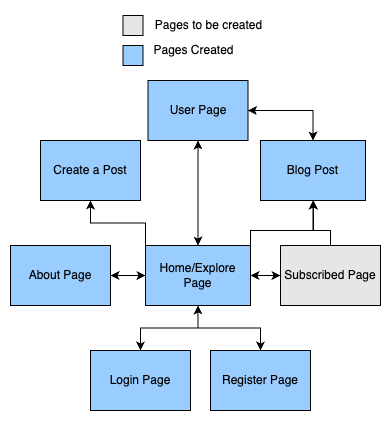 Pages to be created
Pages Created
User Page
Create a Post
Blog Post
About Page
Home/Explore
Page
Subscribed Page
Login Page
Register Page